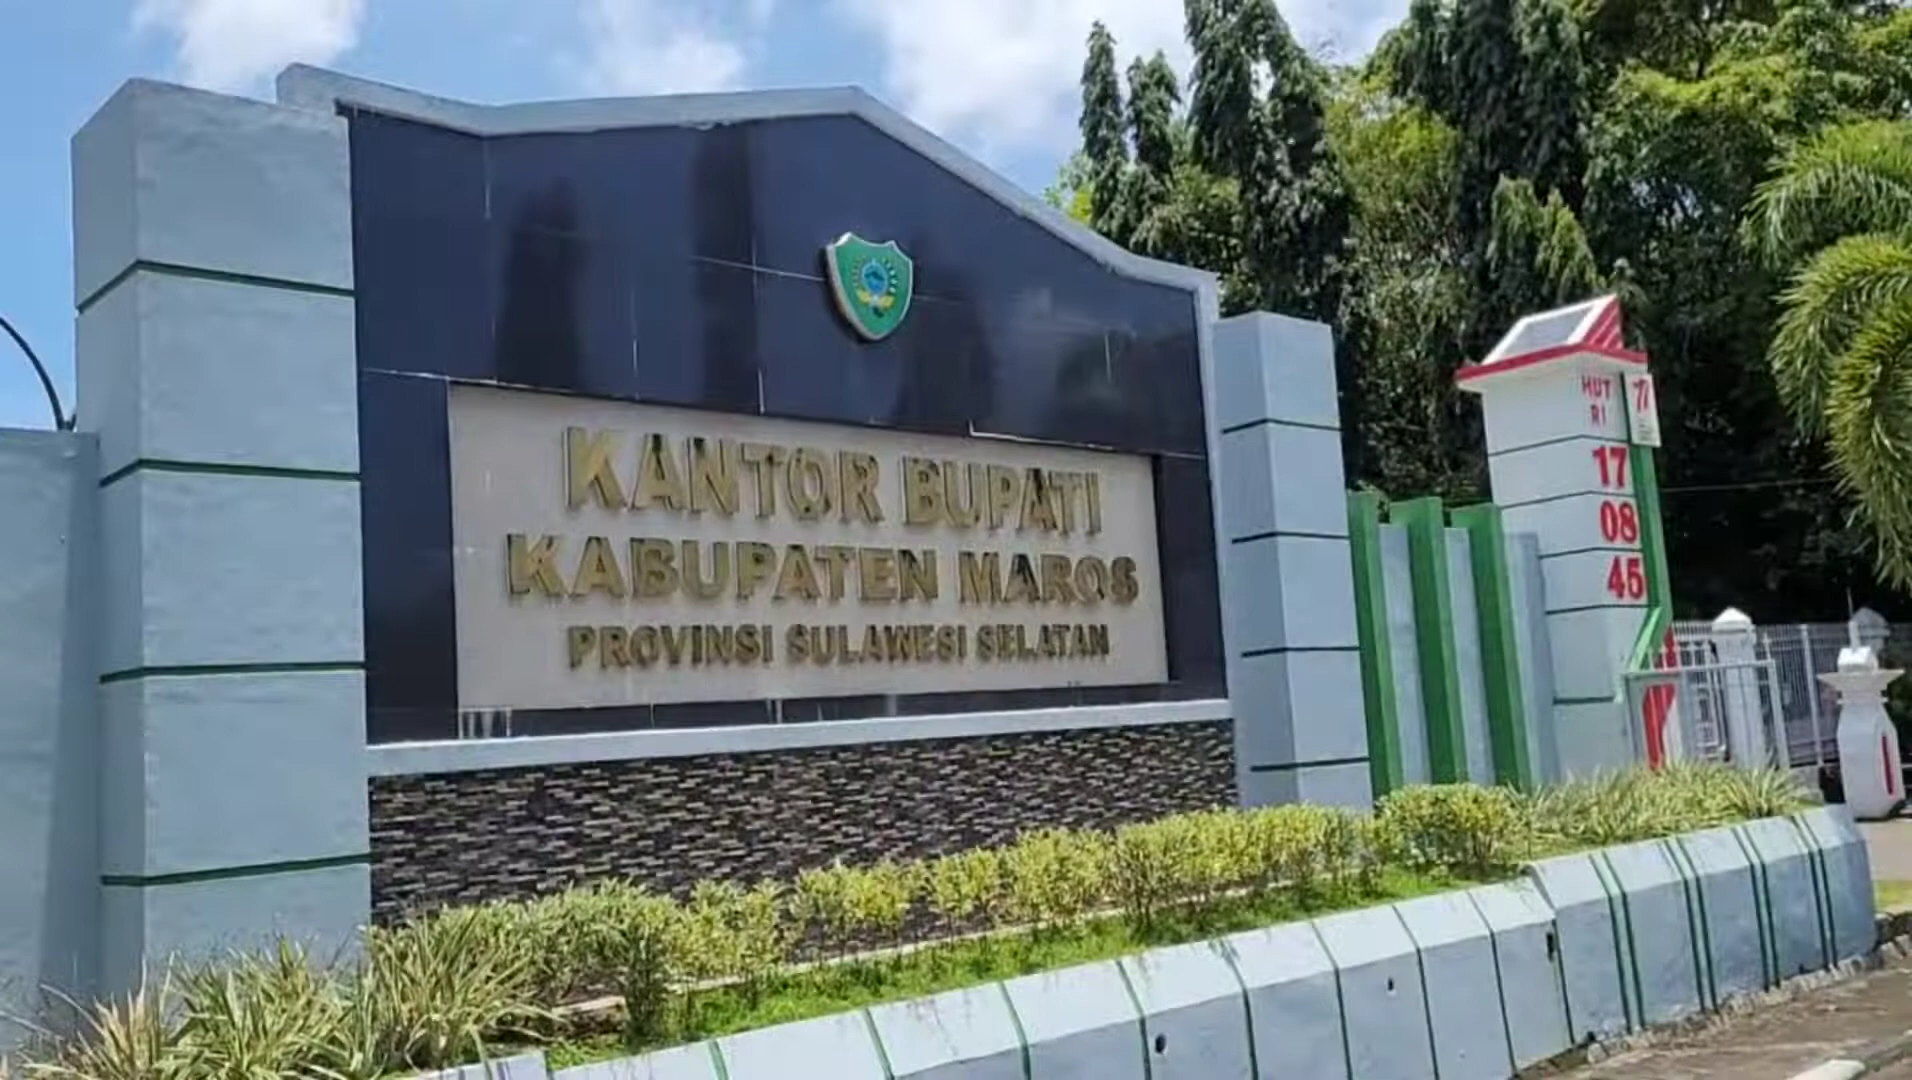 KANTOR BUPATI
KABUPATEN MAROS
PROVINSI SULAWESI SELATAN
HUT
RI
17
08
45